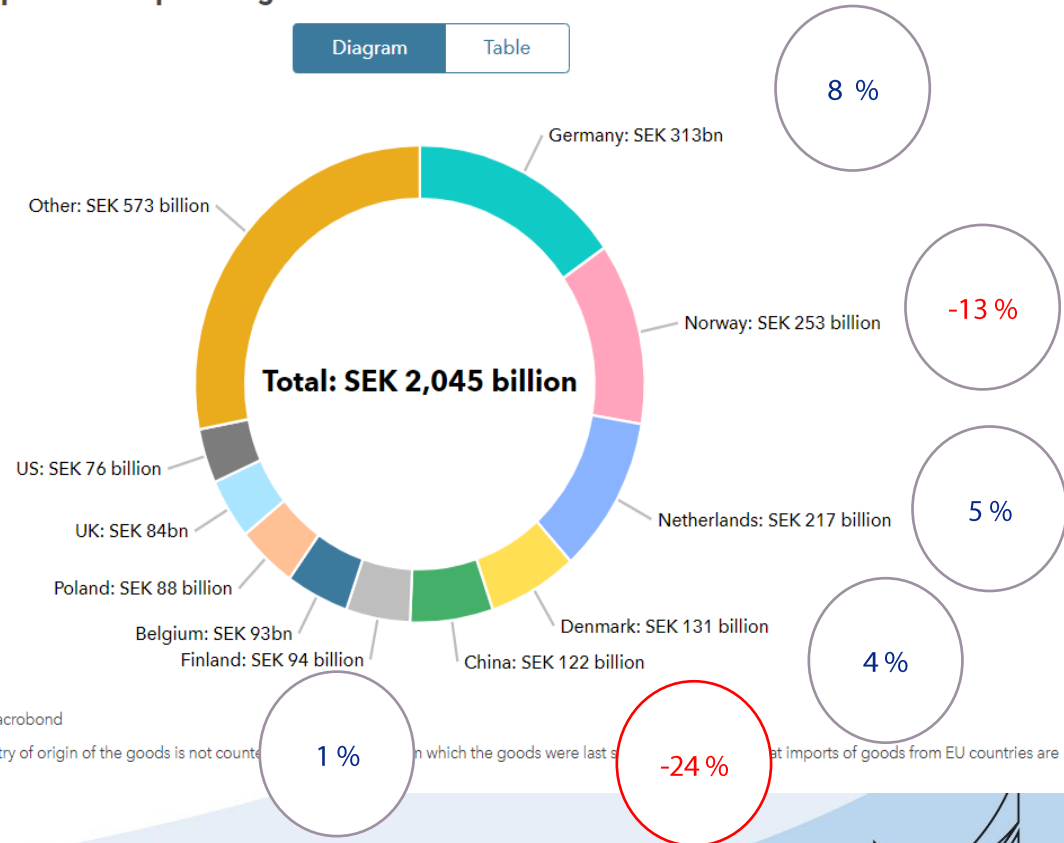 Diagram
Table
8 %
Germany: SEK 313bn
Other: SEK 573 billion
-13 %
Norway: SEK 253 billion
Total: SEK 2,045 billion
US: SEK 76 billion
5 %
Netherlands: SEK 217 billion
UK: SEK 84bn
Poland: SEK 88 billion
Denmark: SEK 131 billion
Belgium: SEK 93bn
Finland: SEK 94 billion
China: SEK 122 billion
4 %
acrobond
try of origin of the goods is not counte
n which the goods were last s
at imports of goods from EU countries are
1 %
-24 %